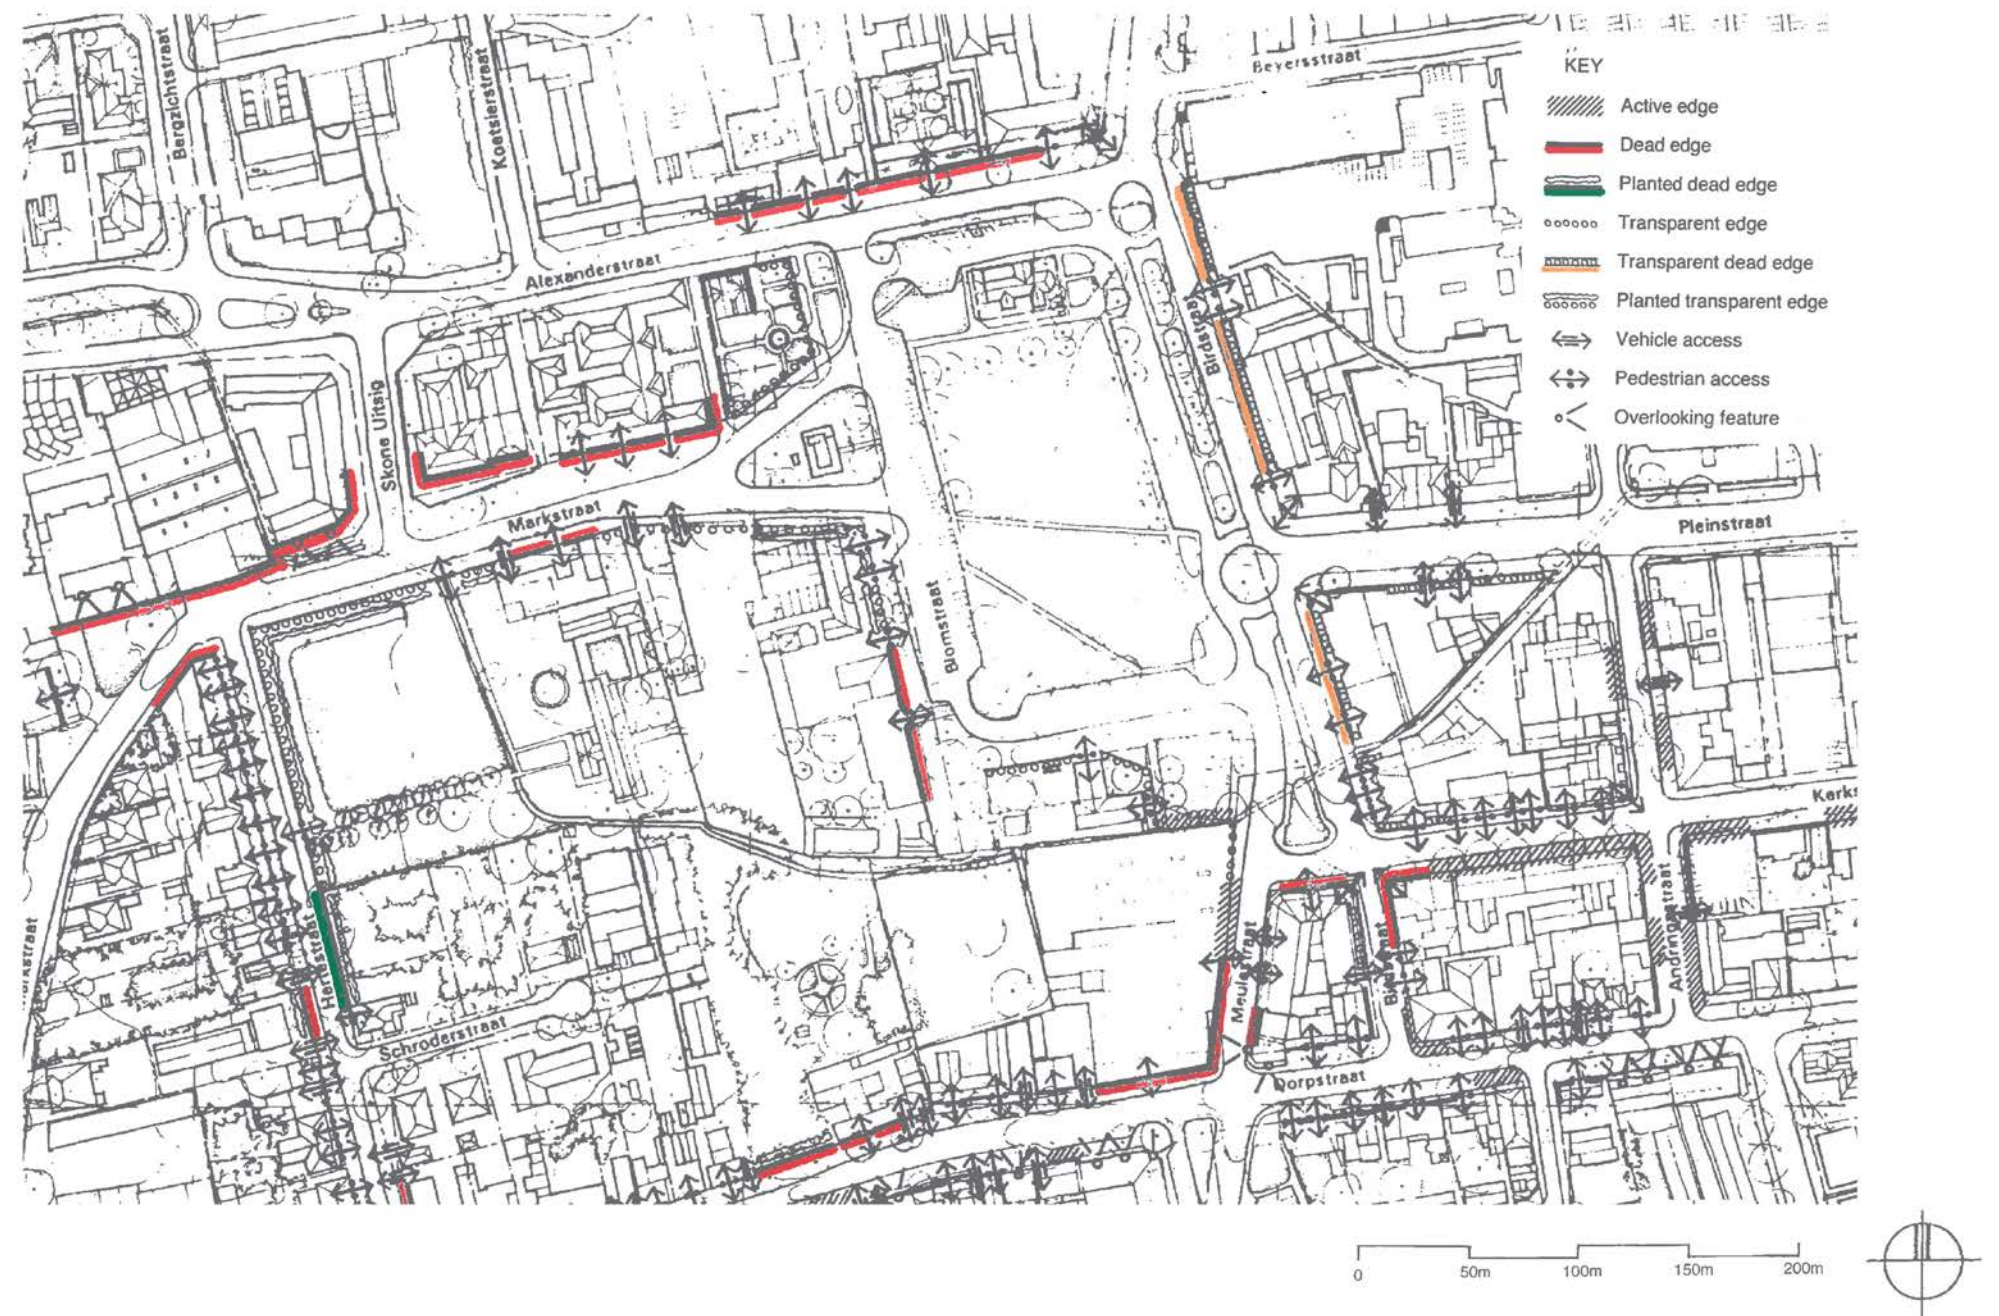 Bergzichtstraat
Koetsierstraat
Beyersstraat
KEY
Active edge
Dead edge
Planted dead edge
Transparent edge
Transparent dead edge
Planted transparent edge
Vehicle access
Pedestrian access
Overlooking feature
Alexanderstraat
Birdstraat
Skone Uitsig
Markstraat
Pleinstraat
Blomstraat
Kerks
Andringastraat
Meulestraat
Schroderstraat
Dorpstraat
0
50m
100m
150m
200m